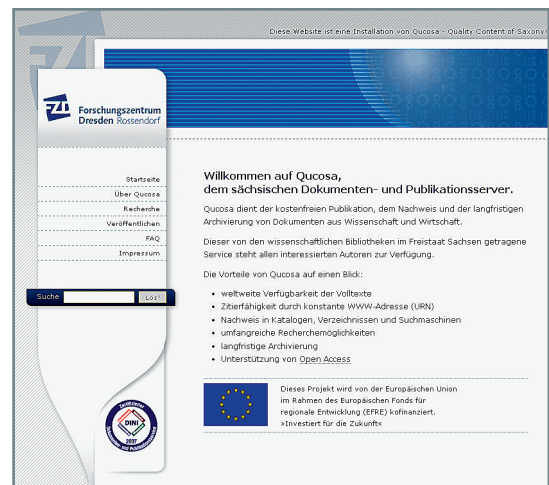 Diese Website ist eine Installation von Qucosa - Quality Content of Saxony!
FZD
Forschungszentrum
Dresden Rossendorf
Startseite
Über Qucosa
Recherche
Veröffentlichen
FAQ
Impressum
Suche
Los!
Zertifizierter
DINI
2007
Dokumenten- und Publikationsservice
Willkommen auf Qucosa,
dem sächsischen Dokumenten- und Publikationsserver.
Qucosa dient der kostenfreien Publikation, dem Nachweis und der langfristigen
Archivierung von Dokumenten aus Wissenschaft und Wirtschaft.
Dieser von den wissenschaftlichen Bibliotheken im Freistaat Sachsen getragene
Service steht allen interessierten Autoren zur Verfügung.
Die Vorteile von Qucosa auf einen Blick:
• weltweite Verfügbarkeit der Volltexte
• Zitierfähigkeit durch konstante WWW-Adresse (URN)
• Nachweis in Katalogen, Verzeichnissen und Suchmaschinen
• umfangreiche Recherchemöglichkeiten
• langfristige Archivierung
• Unterstützung von Open Access
Dieses Projekt wird von der Europäischen Union
im Rahmen des Europäischen Fonds für
regionale Entwicklung (EFRE) kofinanziert.
»Investiert für die Zukunft«